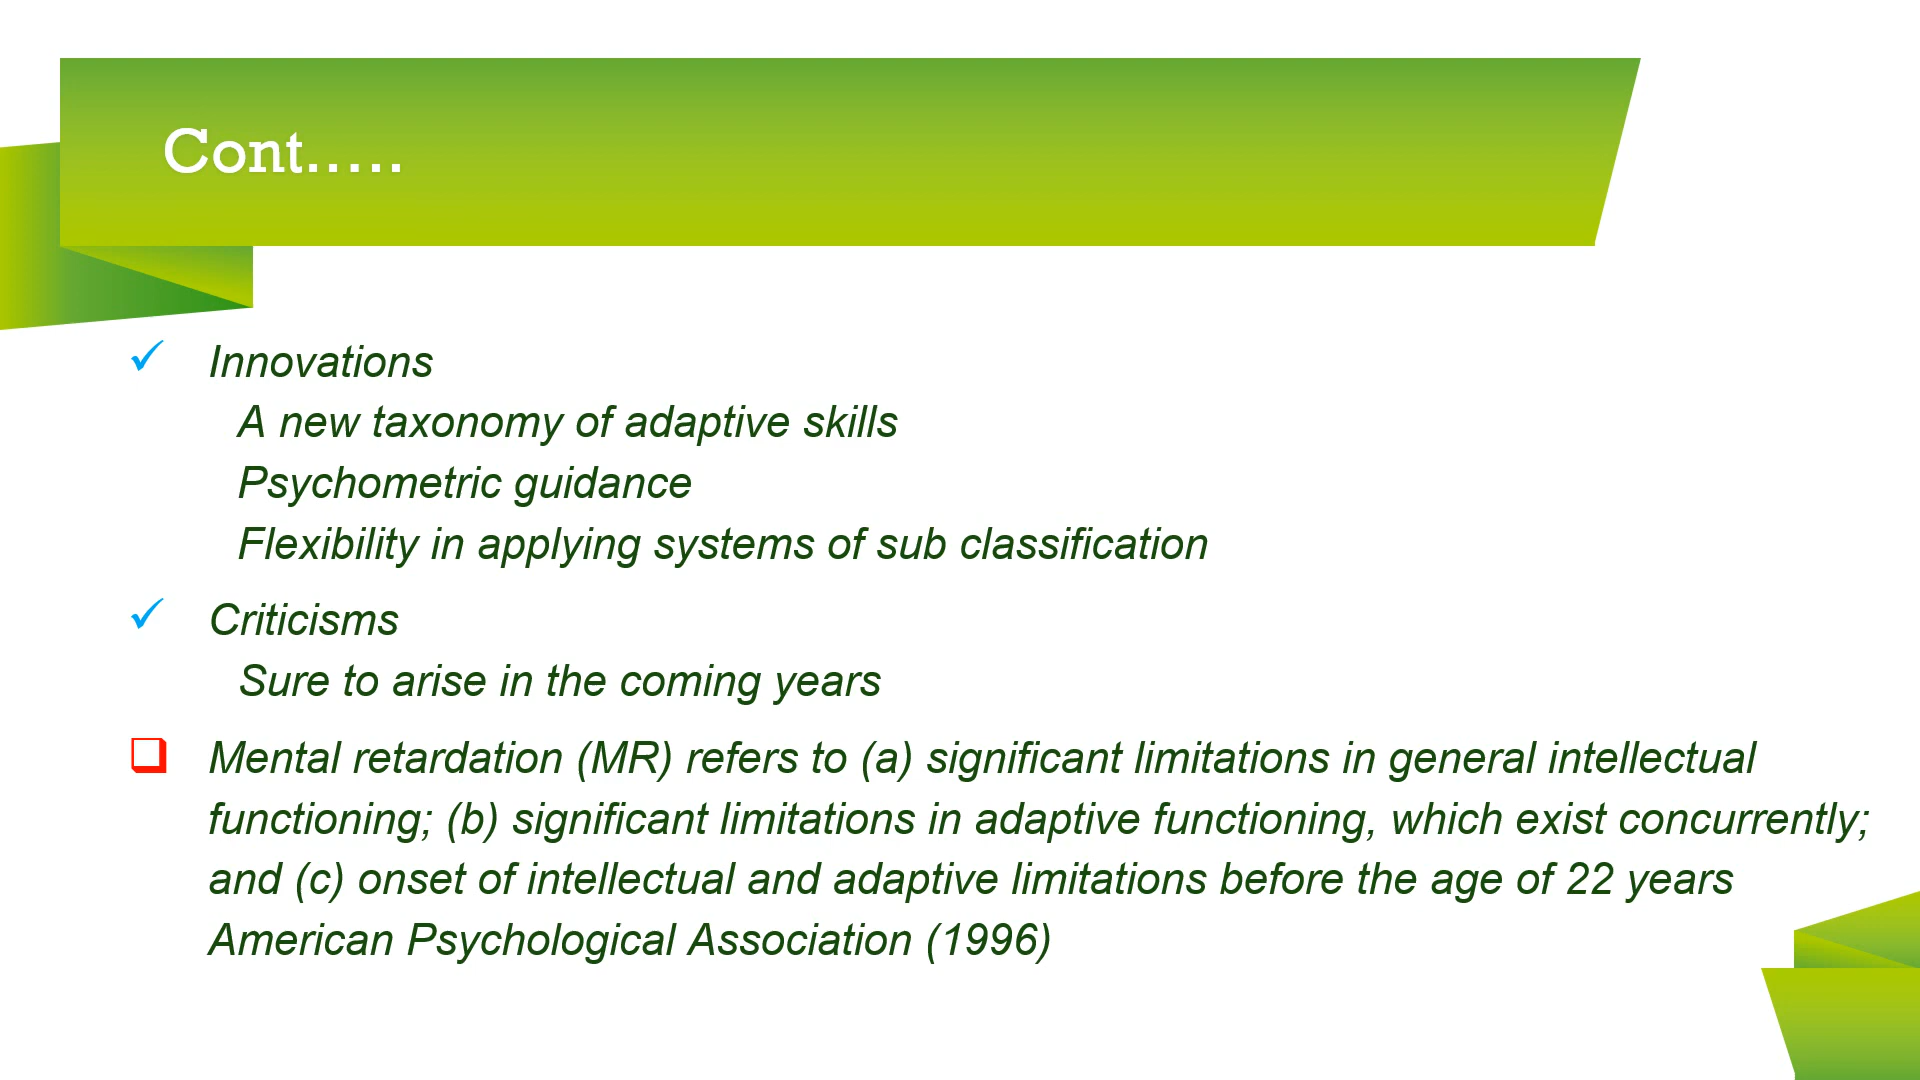 Cont.....
Innovations
A new taxonomy of adaptive skills
Psychometric guidance
Flexibility in applying systems of sub classification
Criticisms
Sure to arise in the coming years
Mental retardation (MR) refers to (a) significant limitations in general intellectual
functioning; (b) significant limitations in adaptive functioning, which exist concurrently;
and (c) onset of intellectual and adaptive limitations before the age of 22 years
American Psychological Association (1996)